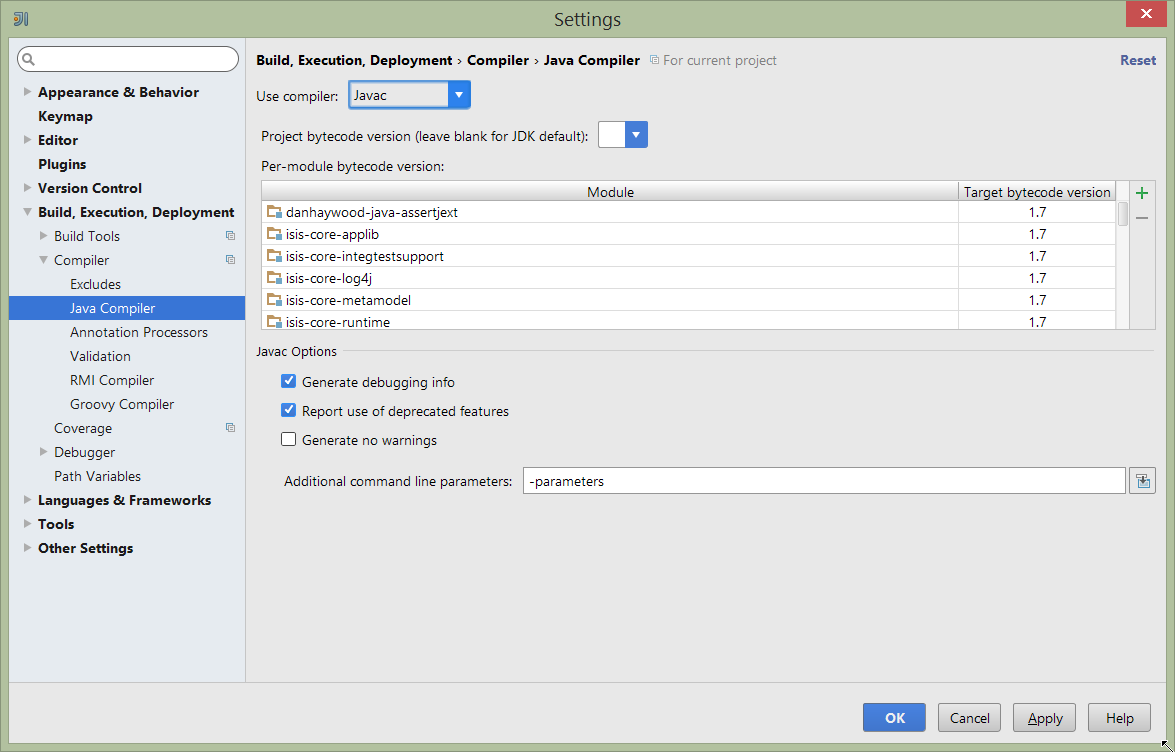 Settings
Build, Execution, Deployment › Compiler › Java Compiler For current project Reset
Appearance & Behavior
Keymap
Editor
Plugins
Version Control
Build, Execution, Deployment
Build Tools
Compiler
Excludes
Java Compiler
Annotation Processors
Validation
RMI Compiler
Groovy Compiler
Coverage
Debugger
Path Variables
Languages & Frameworks
Tools
Other Settings
Use compiler: Javac
Project bytecode version (leave blank for JDK default):
Per-module bytecode version:
Module Target bytecode version
danhaywood-java-assertjext 1.7
isis-core-applib 1.7
isis-core-integtestsupport 1.7
isis-core-log4j 1.7
isis-core-metamodel 1.7
isis-core-runtime 1.7
Javac Options
Generate debugging info
Report use of deprecated features
Generate no warnings
Additional command line parameters: -parameters
OK Cancel Apply Help